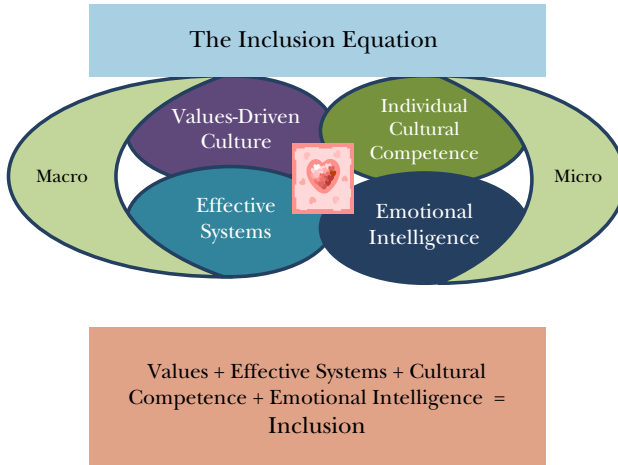 The Inclusion Equation
Values-Driven
Culture
Individual
Cultural
Competence
Macro
Micro
Effective
Systems
Emotional
Intelligence
Values + Effective Systems + Cultural
Competence + Emotional Intelligence =
Inclusion